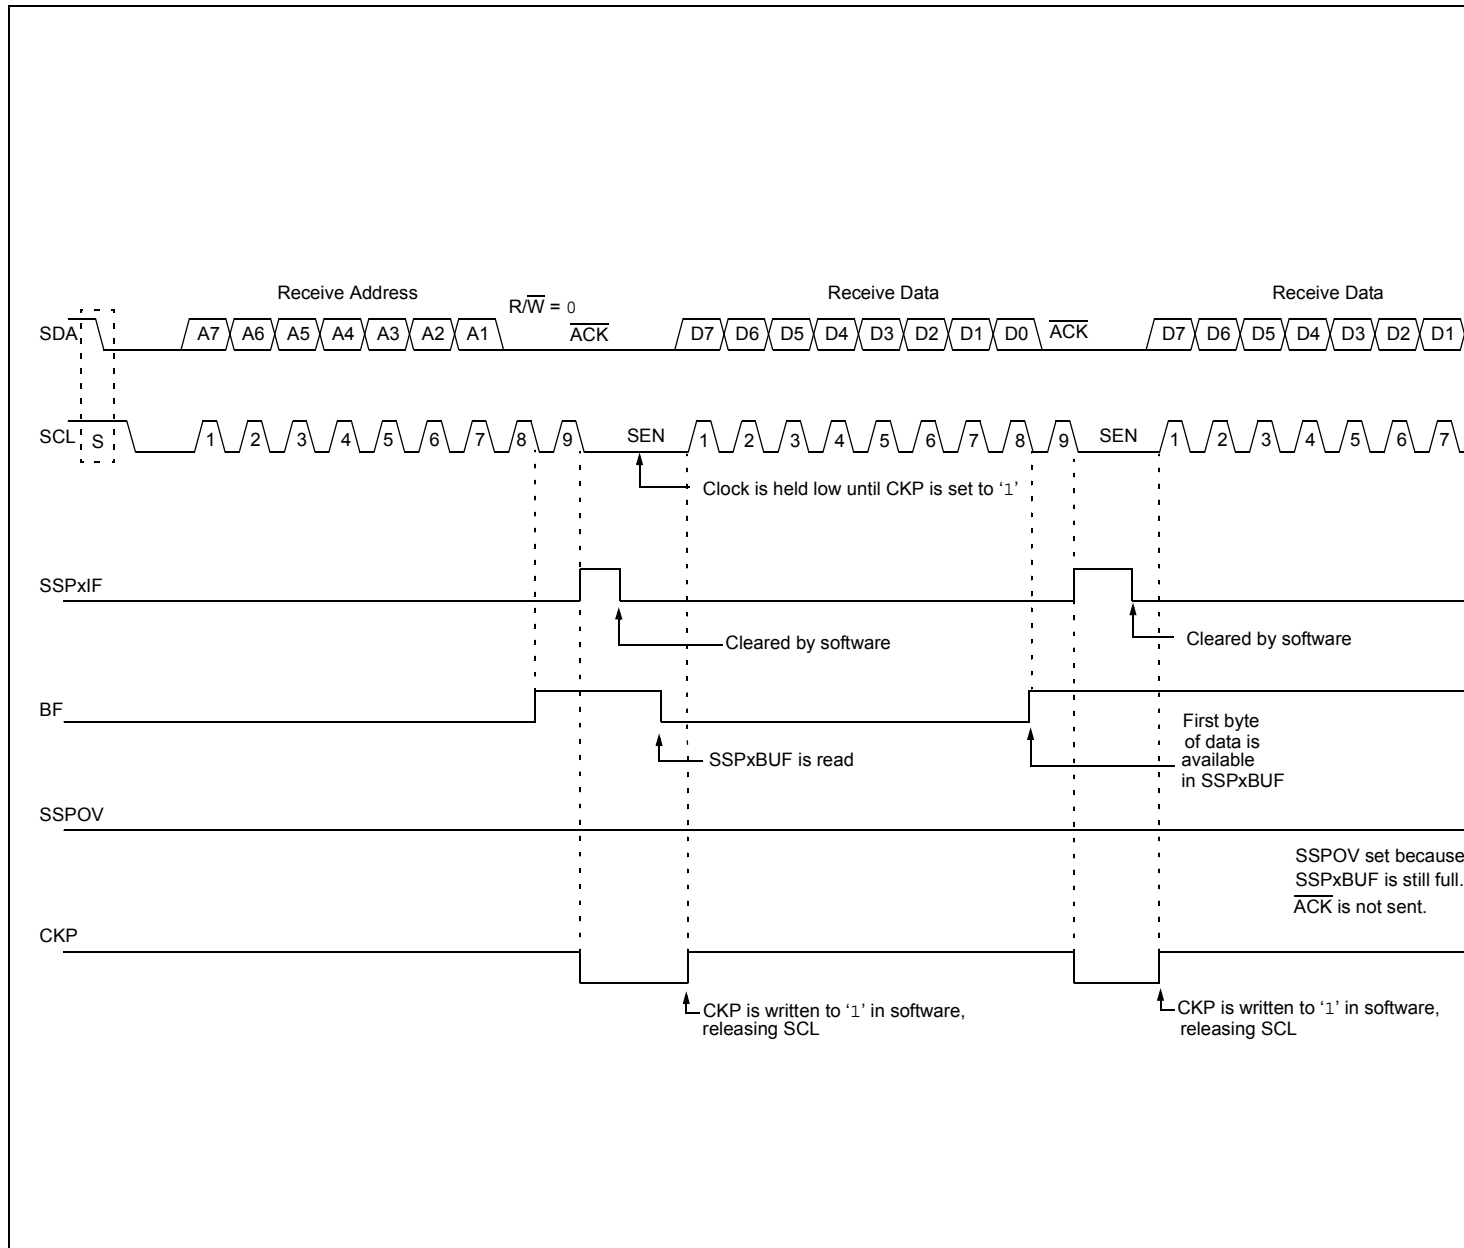 Receive Address
Receive Data
Receive Data
R/W̅ = 0
SDA
A7 A6 A5 A4 A3 A2 A1
A̅C̅K̅
D7 D6 D5 D4 D3 D2 D1 D0
A̅C̅K̅
D7 D6 D5 D4 D3 D2 D1
SCL
S
1 2 3 4 5 6 7 8 9
SEN
1 2 3 4 5 6 7 8 9
SEN
1 2 3 4 5 6 7
Clock is held low until CKP is set to ‘1’
SSPxIF
Cleared by software
Cleared by software
BF
SSPxBUF is read
First byte
of data is
available
in SSPxBUF
SSPOV
SSPOV set because
SSPxBUF is still full.
A̅C̅K̅ is not sent.
CKP
CKP is written to ‘1’ in software,
releasing SCL
CKP is written to ‘1’ in software,
releasing SCL